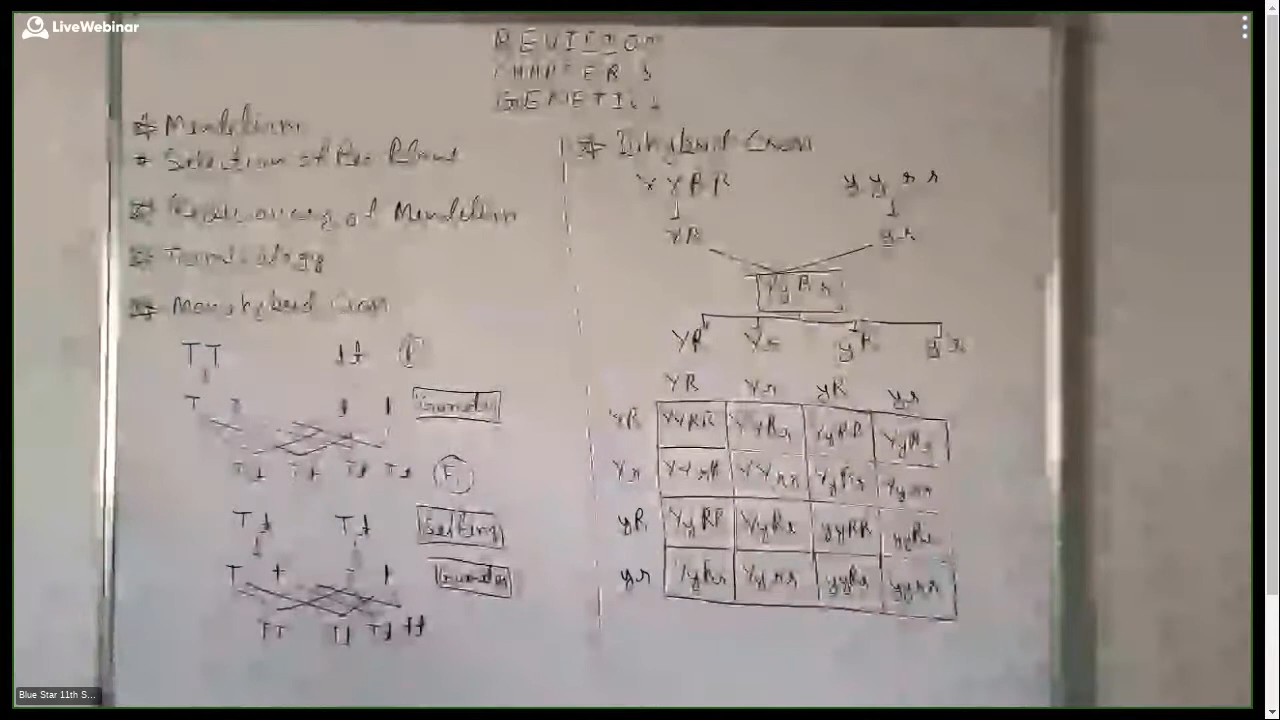 LiveWebinar
REVISION
CHAPTER 3
GENETICS
* Mendelism
* Selection of Pea Plant
* of Mendelism
* Terminology
* Monohybrid Cross
TT tt P
T T t t Gametes
Tt Tt Tt Tt F1
Tt Tt Selfing
T t T t Gametes
TT Tt Tt tt
* Dihybrid Cross
YYRR yyrr
YR yr
YyRr
YR Yr yR yr
YR Yr yR yr
YR YYRR YYRr YyRR YyRr
Yr YYrR YYrr YyRr Yyrr
yR YyRR YyRr yyRR yyRr
yr YyRr Yyrr yyRr yyrr
Blue Star 11th S...